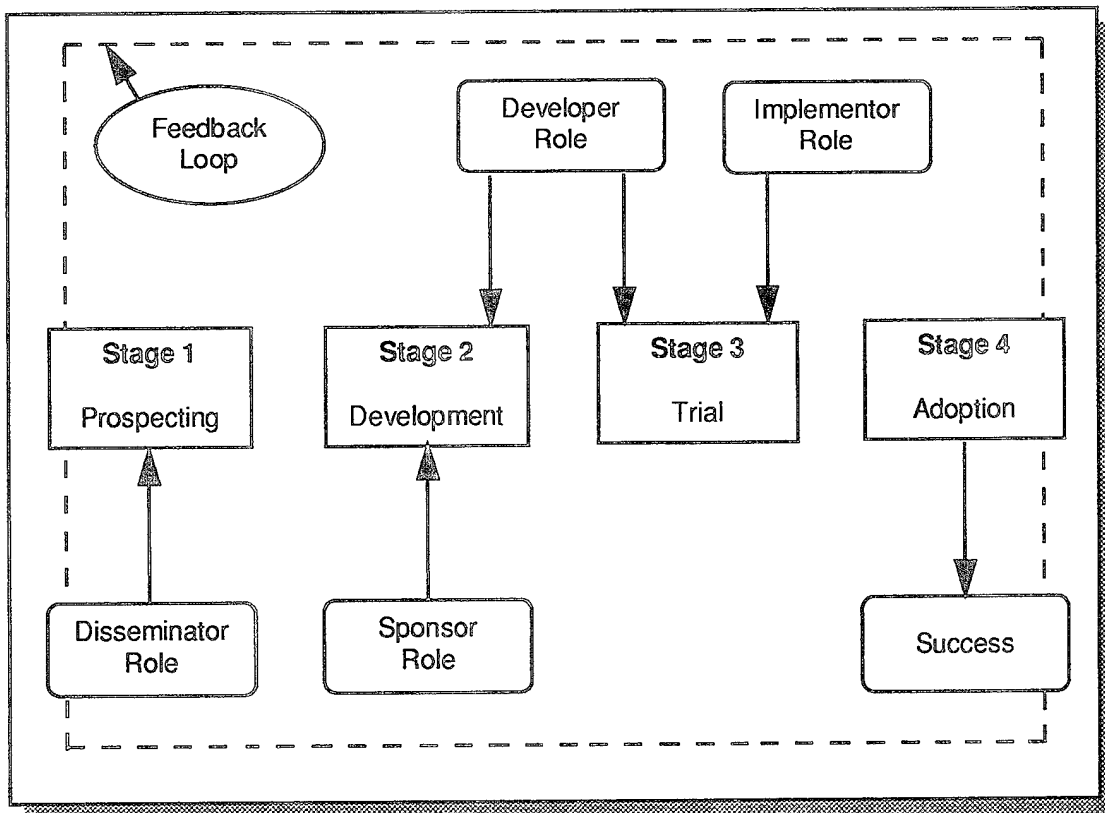 Feedback
Loop
Developer
Role
Implementor
Role
Stage 1
Prospecting
Stage 2
Development
Stage 3
Trial
Stage 4
Adoption
Disseminator
Role
Sponsor
Role
Success